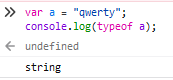 var a = "qwerty";
console.log(typeof a);
undefined
string